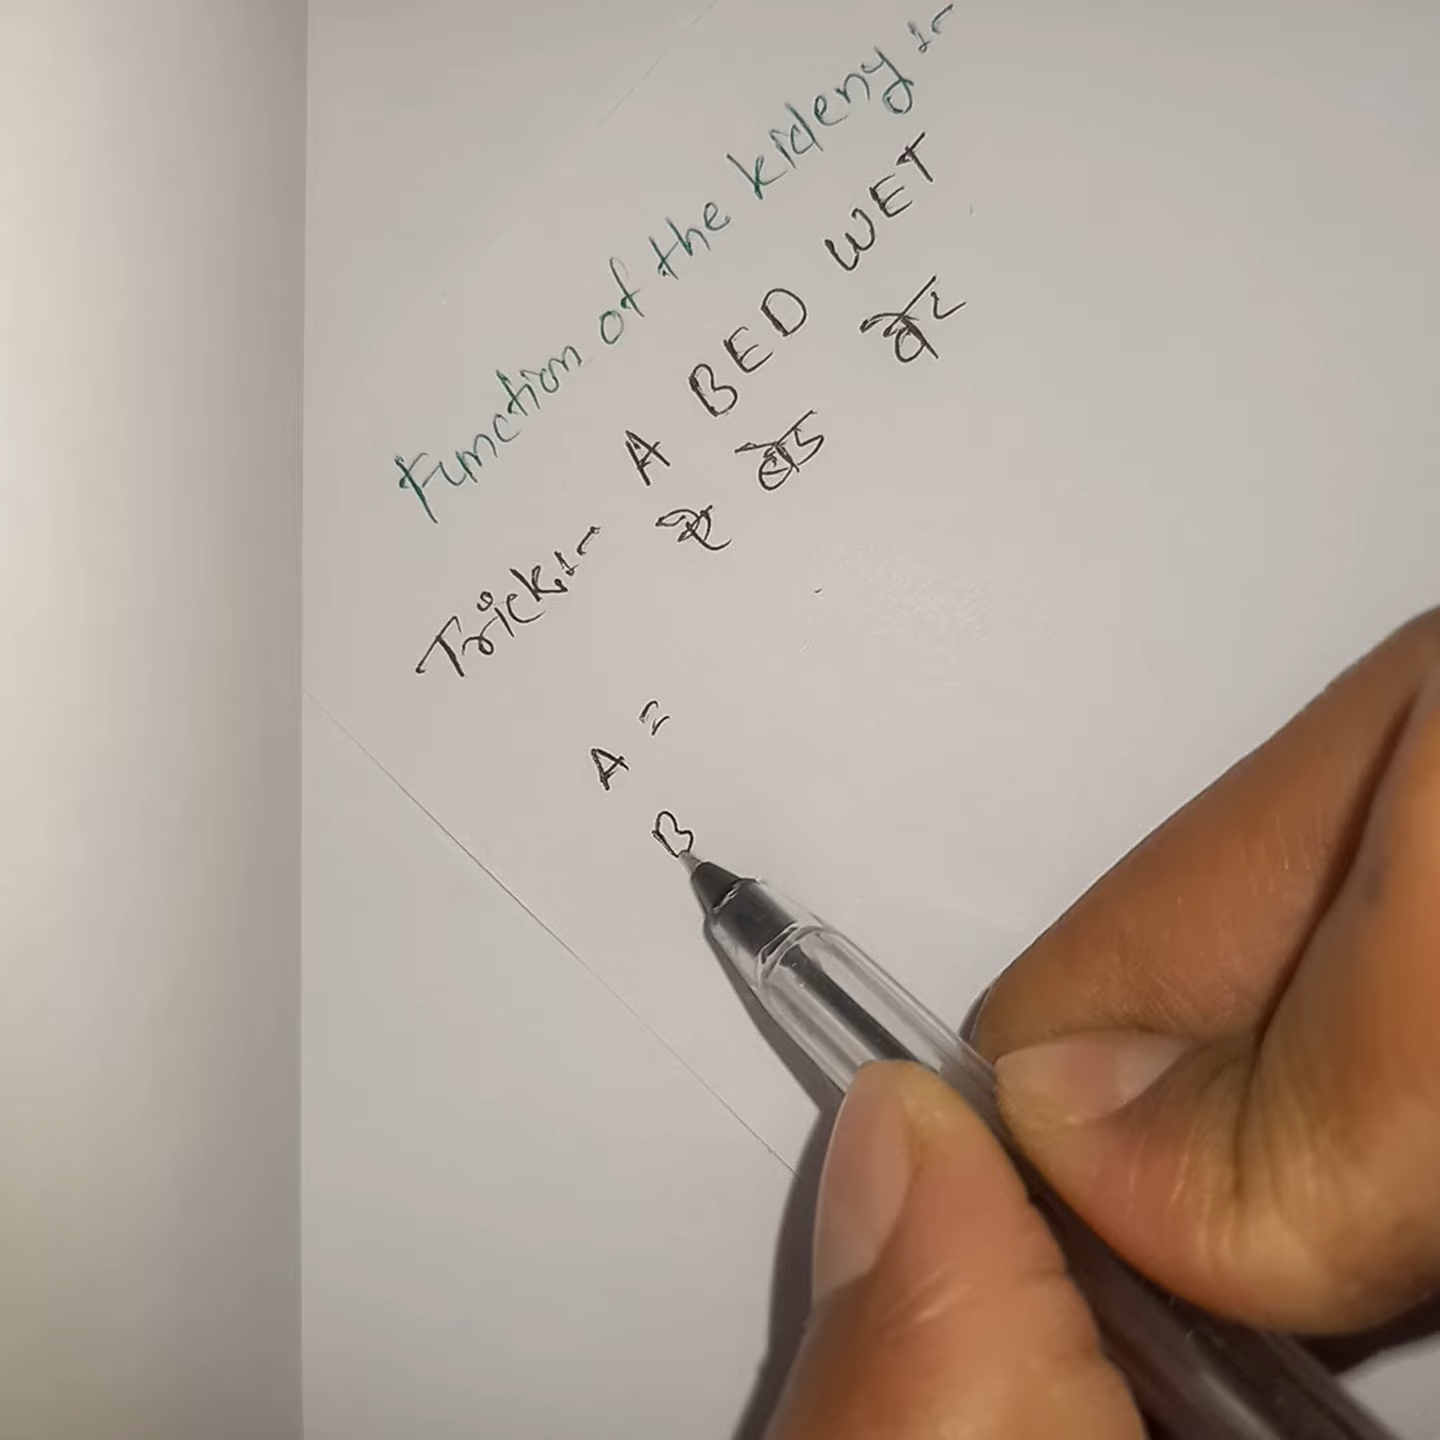 Function of the kideny :-
Trick:- A BED WET
ए बेड वेट
A =
B